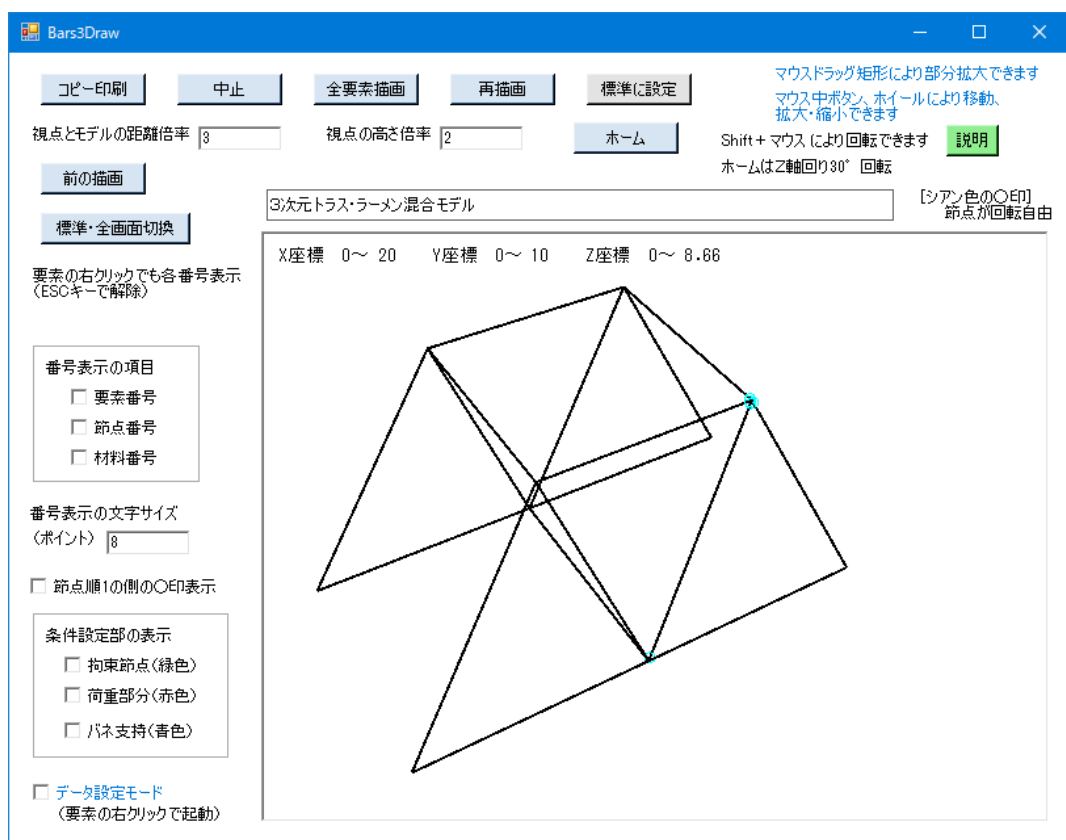 Bars3Draw
コピー印刷
中止
全要素描画
再描画
標準に設定
マウスドラッグ矩形により部分拡大できます
マウス中ボタン、ホイールにより移動、
拡大・縮小できます
視点とモデルの距離倍率 3
視点の高さ倍率 2
ホーム
Shift+マウスにより回転できます
説明
ホームはZ軸回り30°回転
前の描画
3次元トラス・ラーメン混合モデル
[シアン色の○印]
節点が回転自由
標準・全画面切換
X座標 0~ 20 Y座標 0~ 10 Z座標 0~ 8.66
要素の右クリックでも各番号表示
(ESCキーで解除)
番号表示の項目
要素番号
節点番号
材料番号
番号表示の文字サイズ
(ポイント) 8
節点順1の側の○印表示
条件設定部の表示
拘束節点(緑色)
荷重部分(赤色)
バネ支持(青色)
データ設定モード
(要素の右クリックで起動)